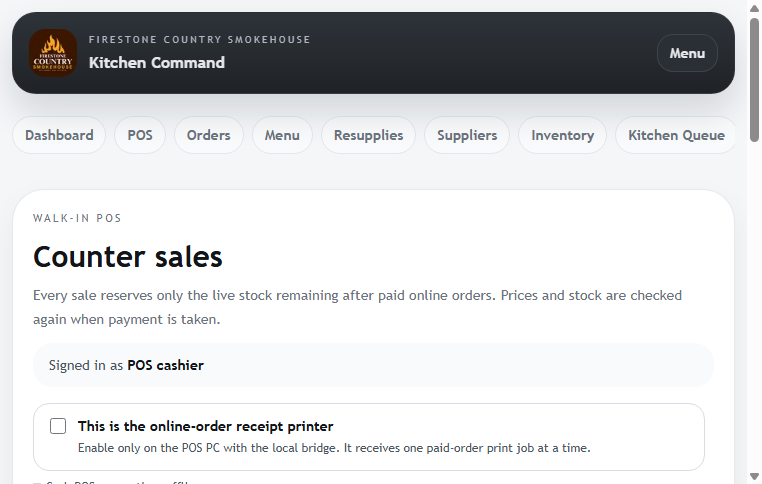 FIRESTONE
COUNTRY
SMOKEHOUSE
FIRESTONE COUNTRY SMOKEHOUSE
Kitchen Command
Menu
Dashboard
POS
Orders
Menu
Resupplies
Suppliers
Inventory
Kitchen Queue
WALK-IN POS
Counter sales
Every sale reserves only the live stock remaining after paid online orders. Prices and stock are checked
again when payment is taken.
Signed in as POS cashier
This is the online-order receipt printer
Enable only on the POS PC with the local bridge. It receives one paid-order print job at a time.